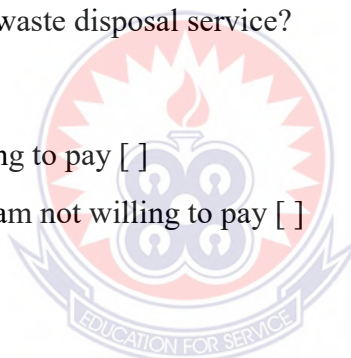 waste disposal service?
ng to pay [ ]
am not willing to pay [ ]
EDUCATION FOR SERVICE